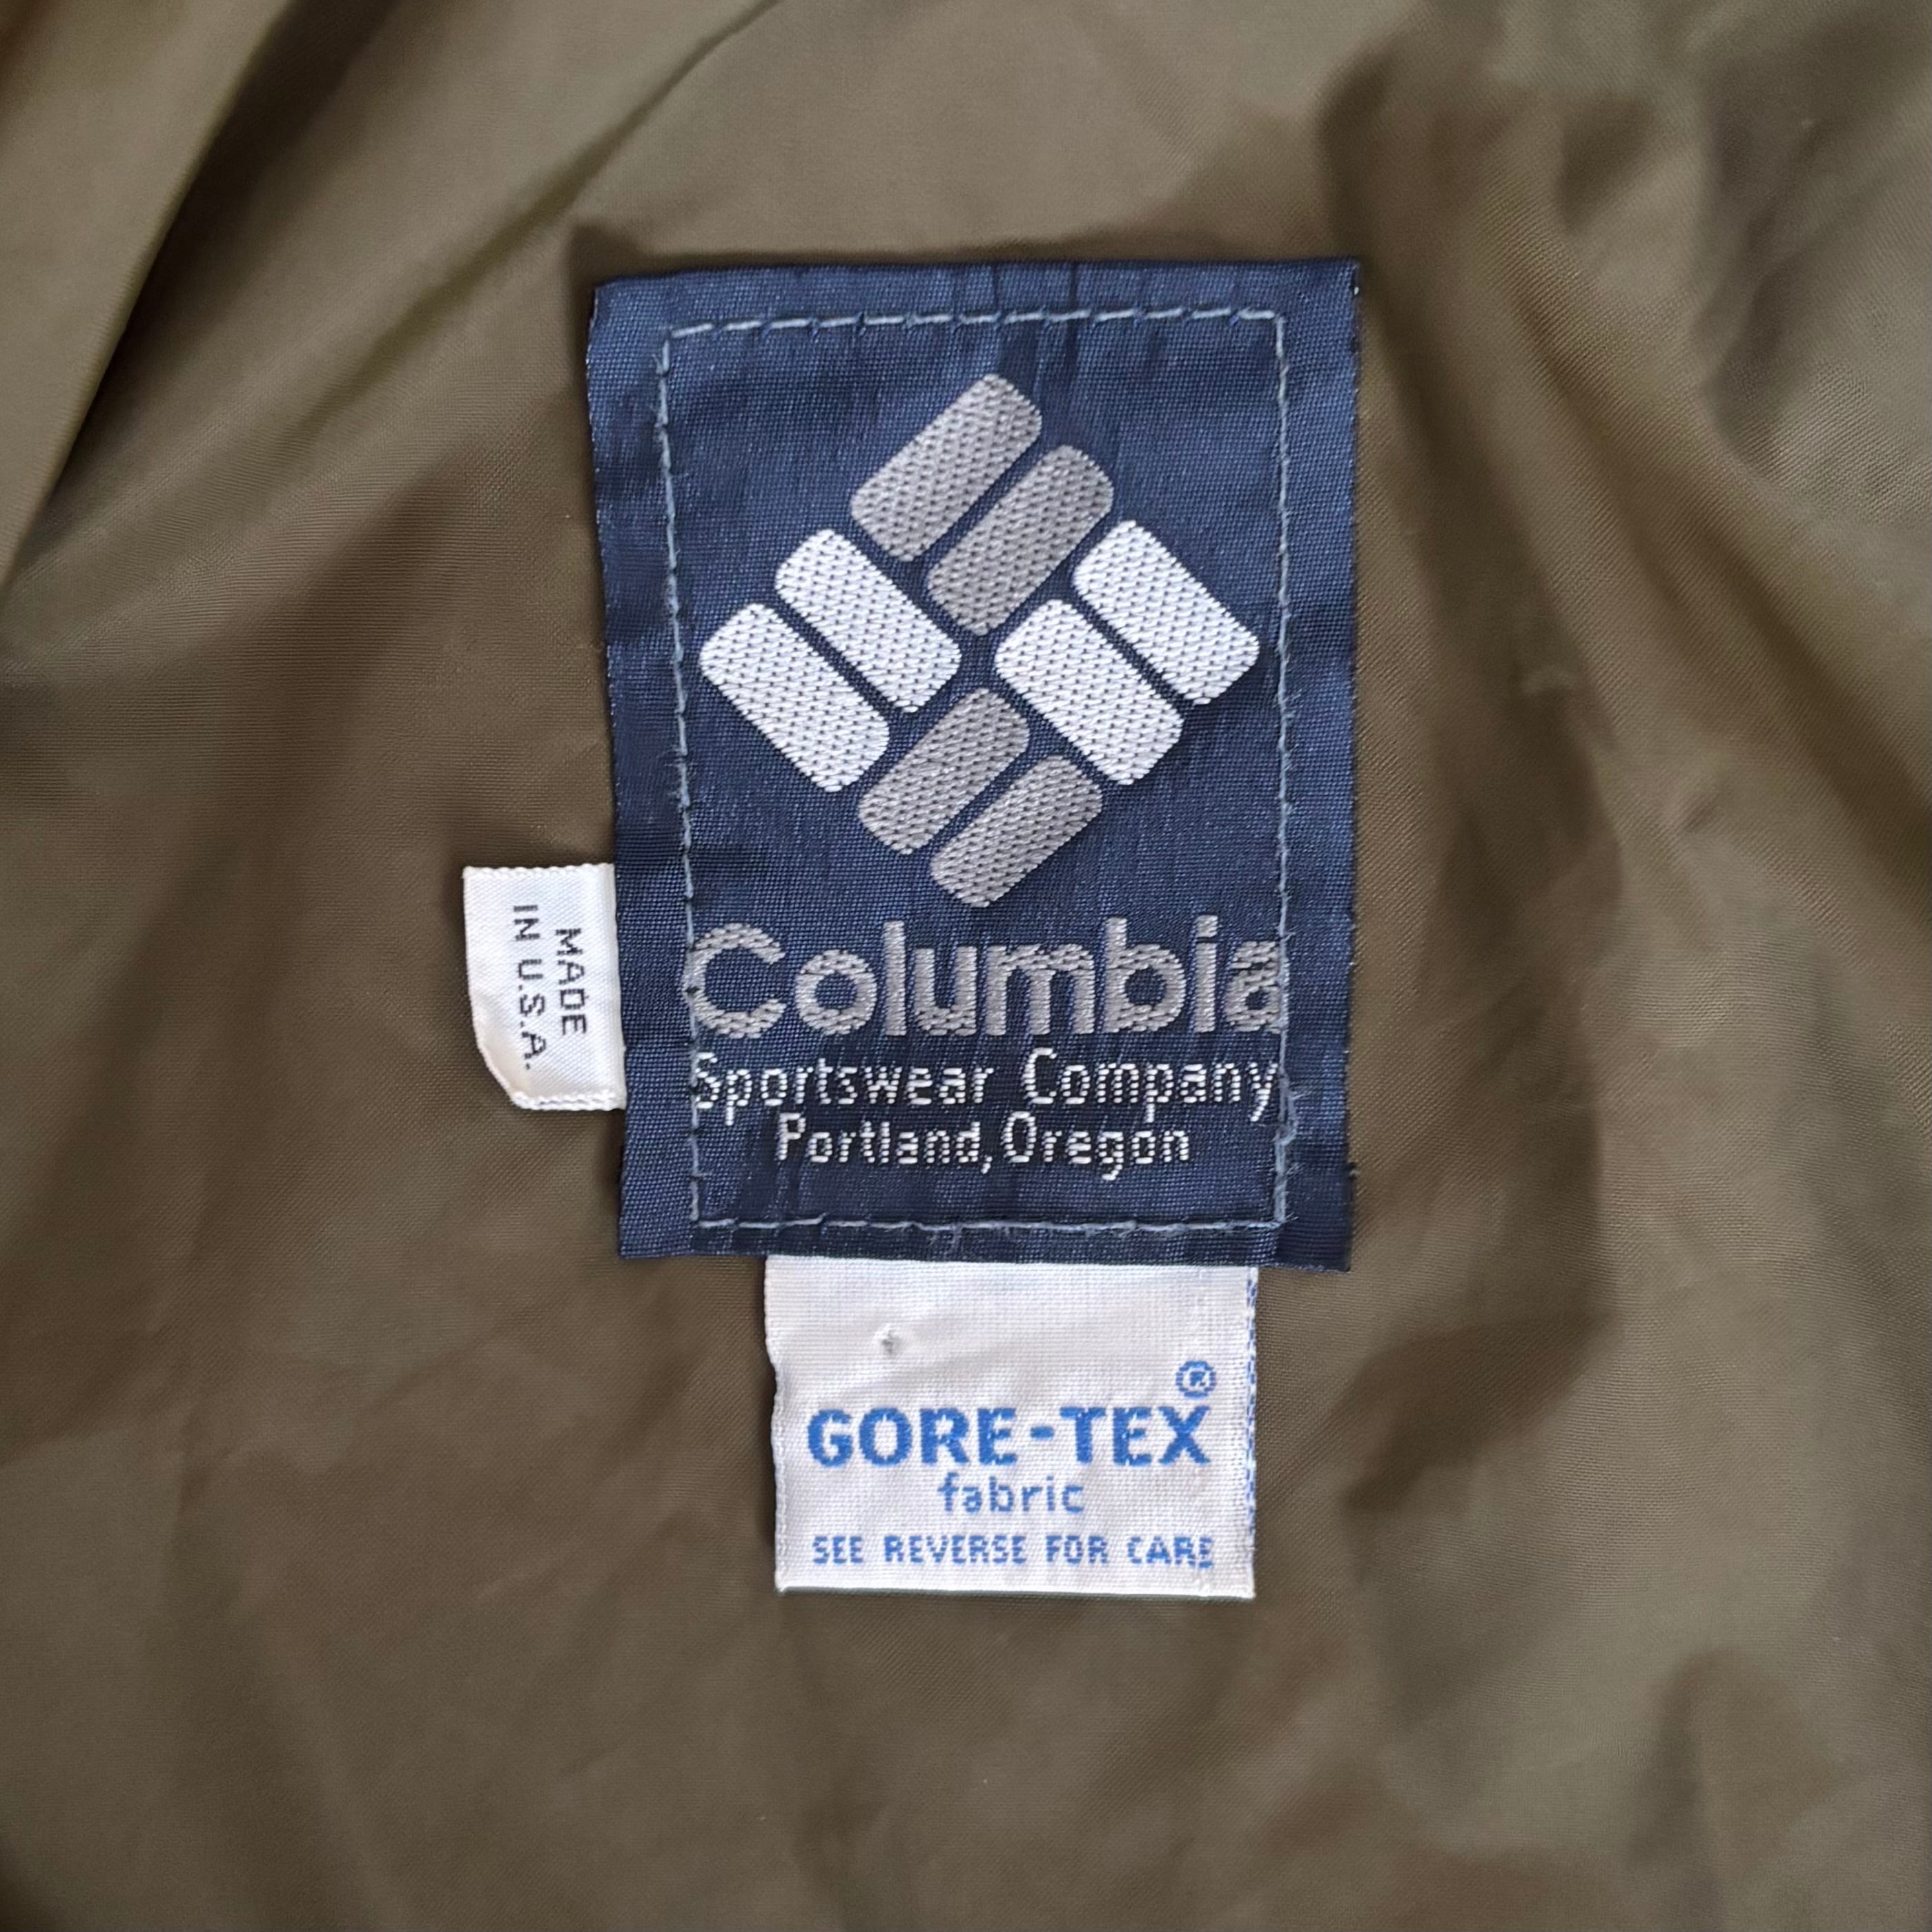 Columbia
Sportswear Company
Portland, Oregon
MADE
IN U.S.A.
GORE-TEX®
fabric
SEE REVERSE FOR CARE